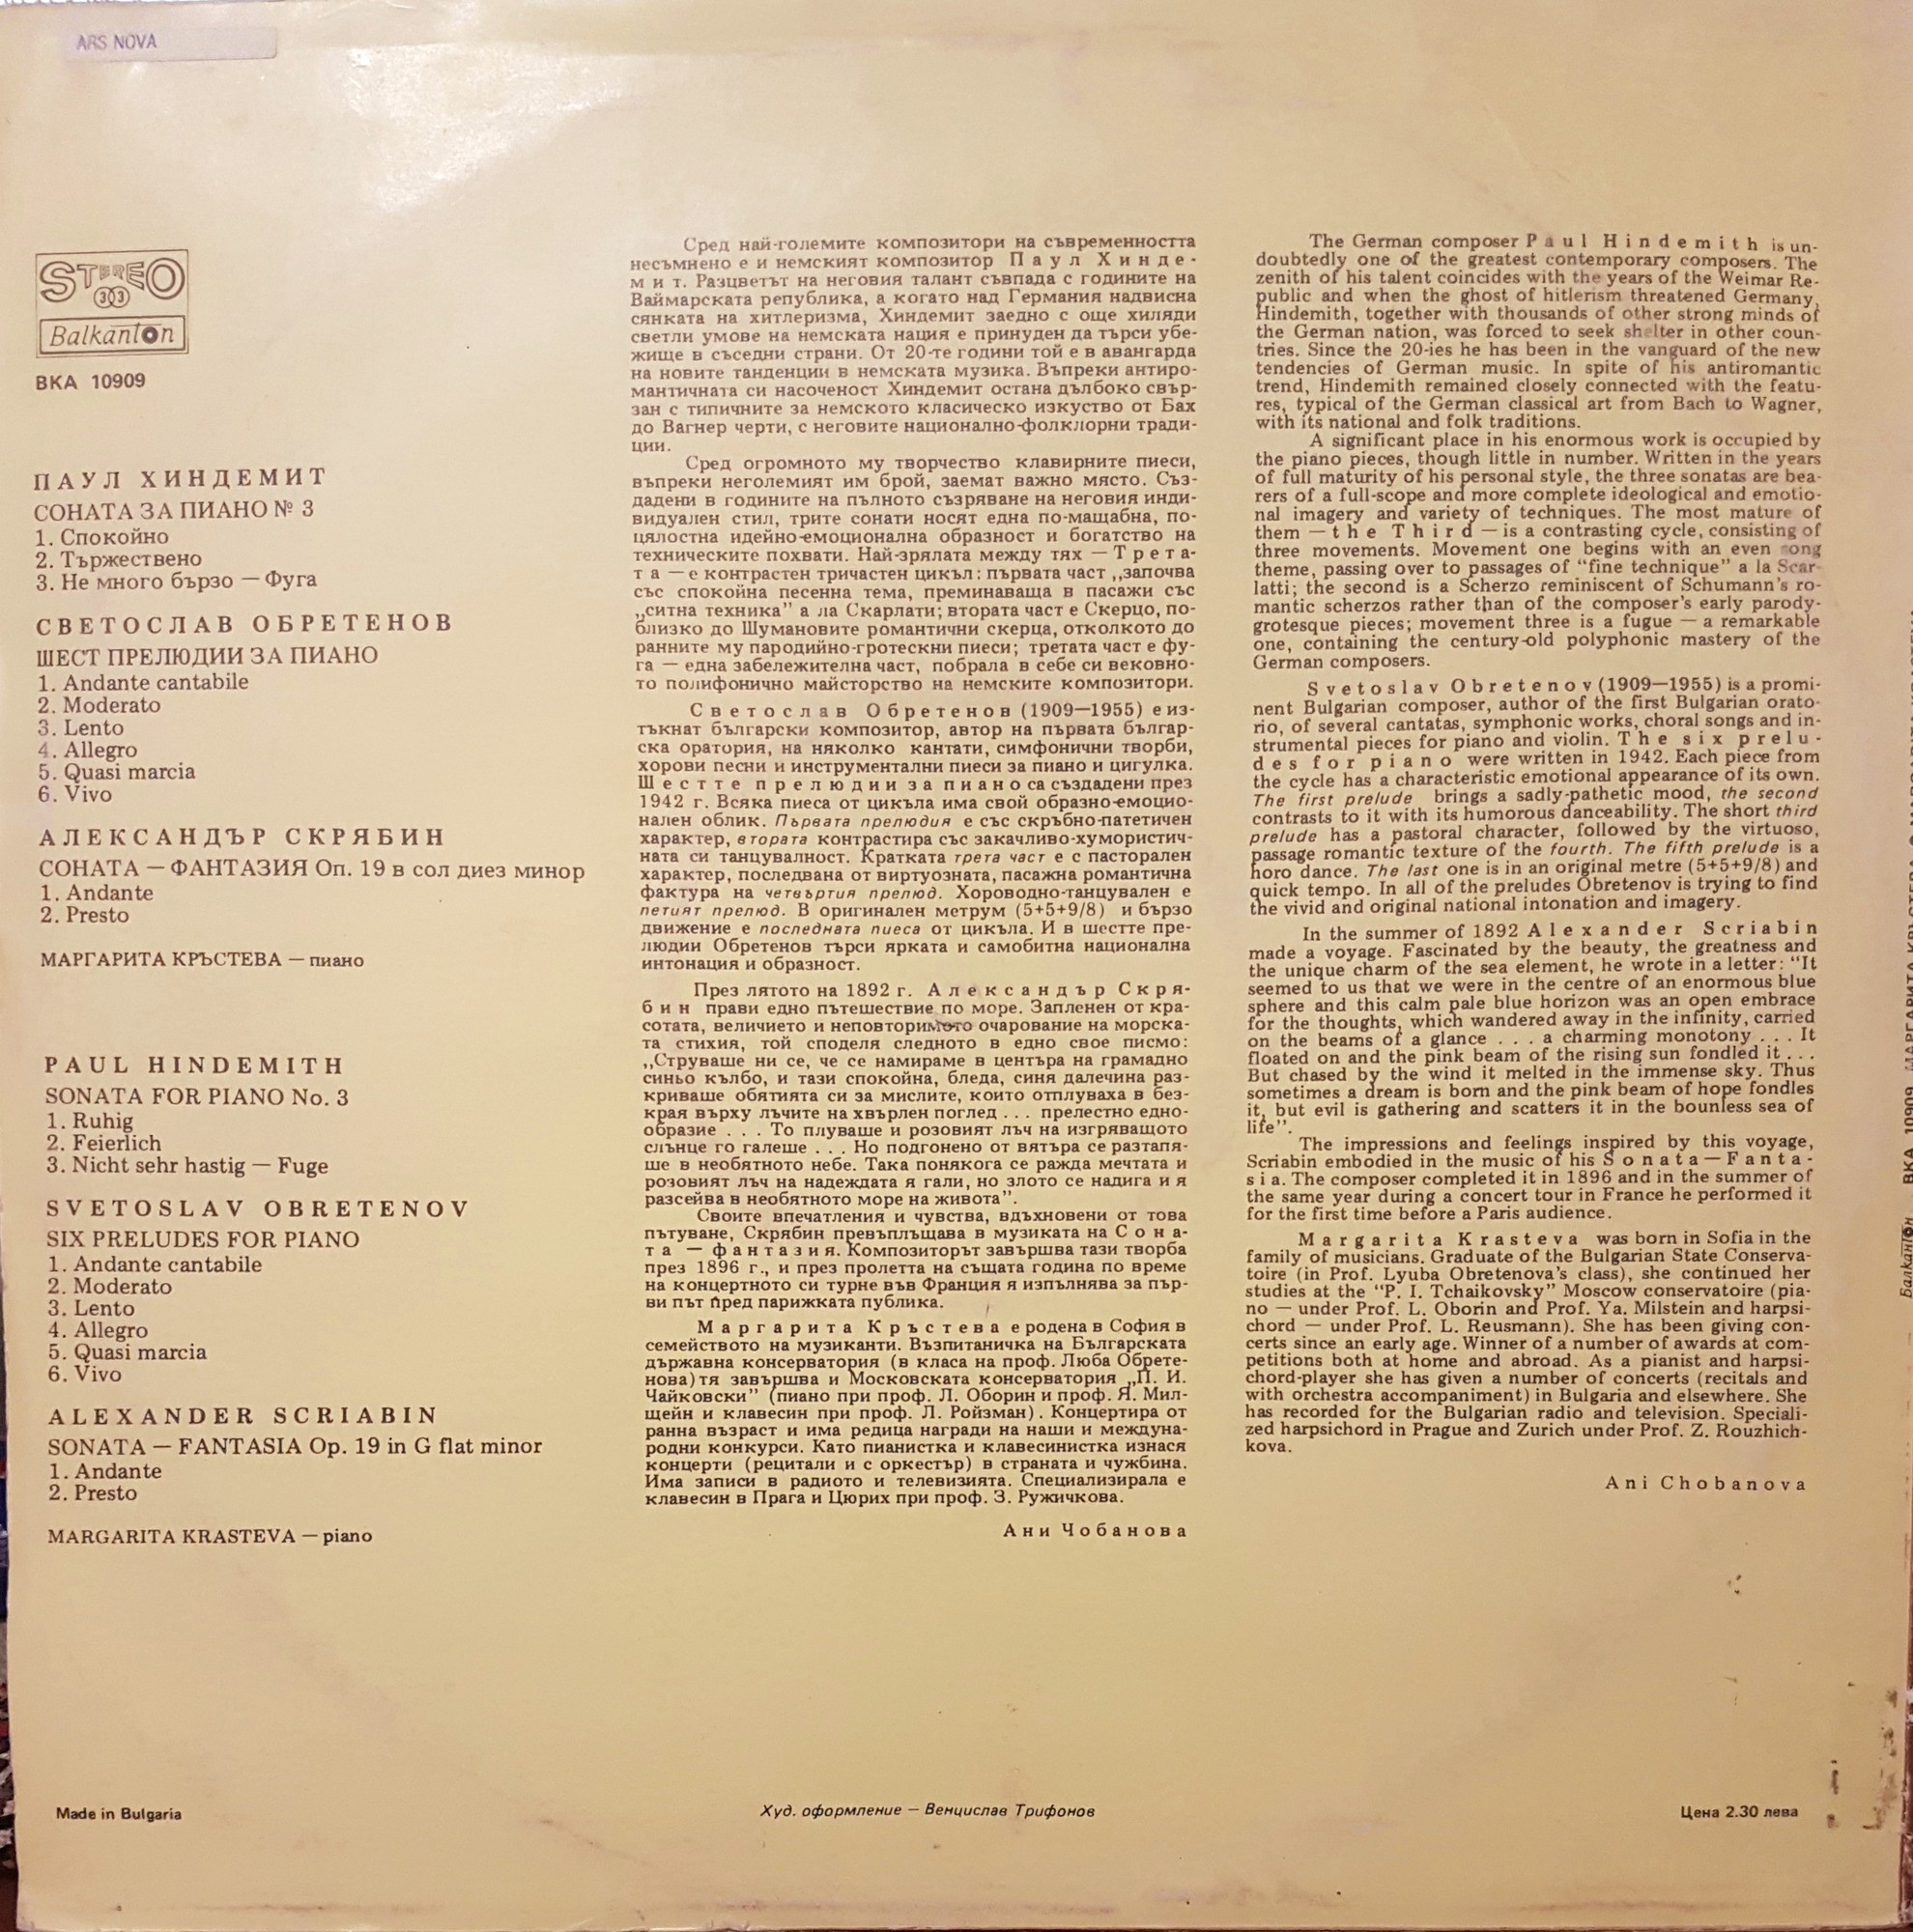 ARS NOVA
STEREO
33
Balkanton
ВКА 10909
ПАУЛ ХИНДЕМИТ
СОНАТА ЗА ПИАНО № 3
1. Спокойно
2. Тържествено
3. Не много бързо — Фуга
СВЕТОСЛАВ ОБРЕТЕНОВ
ШЕСТ ПРЕЛЮДИИ ЗА ПИАНО
1. Andante cantabile
2. Moderato
3. Lento
4. Allegro
5. Quasi marcia
6. Vivo
АЛЕКСАНДЪР СКРЯБИН
СОНАТА — ФАНТАЗИЯ Оп. 19 в сол диез минор
1. Andante
2. Presto
МАРГАРИТА КРЪСТЕВА — пиано
PAUL HINDEMITH
SONATA FOR PIANO No. 3
1. Ruhig
2. Feierlich
3. Nicht sehr hastig — Fuge
SVETOSLAV OBRETENOV
SIX PRELUDES FOR PIANO
1. Andante cantabile
2. Moderato
3. Lento
4. Allegro
5. Quasi marcia
6. Vivo
ALEXANDER SCRIABIN
SONATA — FANTASIA Op. 19 in G flat minor
1. Andante
2. Presto
MARGARITA KRASTEVA — piano
Сред най-големите композитори на съвременността
несъмнено е и немският композитор Паул Хинде-
мит. Разцветът на неговия талант съвпада с годините на
Ваймарската република, а когато над Германия надвисна
сянката на хитлеризма, Хиндемит заедно с още хиляди
светли умове на немската нация е принуден да търси убе-
жище в съседни страни. От 20-те години той е в авангарда
на новите танденции в немската музика. Въпреки антиро-
мантичната си насоченост Хиндемит остана дълбоко свър-
зан с типичните за немското класическо изкуство от Бах
до Вагнер черти, с неговите национално-фолклорни тради-
ции.
Сред огромното му творчество клавирните пиеси,
въпреки неголемият им брой, заемат важно място. Съз-
дадени в годините на пълното съзряване на неговия инди-
видуален стил, трите сонати носят една по-мащабна, по-
цялостна идейно-емоционална образност и богатство на
техническите похвати. Най-зрялата между тях — Трета-
та — е контрастен тричастен цикъл: първата част „започва
със спокойна песенна тема, преминаваща в пасажи със
„ситна техника” а ла Скарлати; втората част е Скерцо, по-
близко до Шумановите романтични скерца, отколкото до
ранните му пародийно-гротескни пиеси; третата част е фу-
га — една забележителна част, побрала в себе си вековно-
то полифонично майсторство на немските композитори.
Светослав Обретенов (1909—1955) е из-
тъкнат български композитор, автор на първата българ-
ска оратория, на няколко кантати, симфонични творби,
хорови песни и инструментални пиеси за пиано и цигулка.
Шестте прелюдии за пиано са създадени през
1942 г. Всяка пиеса от цикъла има свой образно-емоцио-
нален облик. Първата прелюдия е със скръбно-патетичен
характер, втората контрастира със закачливо-хумористич-
ната си танцувалност. Кратката трета част е с пасторален
характер, последвана от виртуозната, пасажна романтична
фактура на четвъртия прелюд. Хороводно-танцувален е
петият прелюд. В оригинален метрум (5+5+9/8) и бързо
движение е последната пиеса от цикъла. И в шестте пре-
людии Обретенов търси ярката и самобитна национална
интонация и образност.
През лятото на 1892 г. Александър Скря-
бин прави едно пътешествие по море. Запленен от кра-
сотата, величието и неповторимото очарование на морска-
та стихия, той споделя следното в едно свое писмо:
„Струваше ни се, че се намираме в центъра на грамадно
синьо кълбо, и тази спокойна, бледа, синя далечина раз-
криваше обятията си за мислите, които отплуваха в без-
края върху лъчите на хвърлен поглед . . . прелестно едно-
образие . . . То плуваше и розовият лъч на изгряващото
слънце го галеше . . . Но подгонено от вятъра се разтапя-
ше в необятното небе. Така понякога се ражда мечтата и
розовият лъч на надеждата я гали, но злото се надига и я
разсейва в необятното море на живота”.
Своите впечатления и чувства, вдъхновени от това
пътуване, Скрябин превъплъщава в музиката на Сона-
та — фантазия. Композиторът завършва тази творба
през 1896 г., и през пролетта на същата година по време
на концертното си турне във Франция я изпълнява за пър-
ви път пред парижката публика.
Маргарита Кръстева е родена в София в
семейството на музиканти. Възпитаничка на Българската
държавна консерватория (в класа на проф. Люба Обрете-
нова) тя завършва и Московската консерватория „П. И.
Чайковски” (пиано при проф. Л. Оборин и проф. Я. Мил-
щейн и клавесин при проф. Л. Ройзман). Концертира от
ранна възраст и има редица награди на наши и междуна-
родни конкурси. Като пианистка и клавесинистка изнася
концерти (рецитали и с оркестър) в страната и чужбина.
Има записи в радиото и телевизията. Специализирала е
клавесин в Прага и Цюрих при проф. З. Ружичкова.
Ани Чобанова
The German composer Paul Hindemith is un-
doubtedly one of the greatest contemporary composers. The
zenith of his talent coincides with the years of the Weimar Re-
public and when the ghost of hitlerism threatened Germany,
Hindemith, together with thousands of other strong minds of
the German nation, was forced to seek shelter in other coun-
tries. Since the 20-ies he has been in the vanguard of the new
tendencies of German music. In spite of his antiromantic
trend, Hindemith remained closely connected with the featu-
res, typical of the German classical art from Bach to Wagner,
with its national and folk traditions.
A significant place in his enormous work is occupied by
the piano pieces, though little in number. Written in the years
of full maturity of his personal style, the three sonatas are bea-
rers of a full-scope and more complete ideological and emotio-
nal imagery and variety of techniques. The most mature of
them — the Third — is a contrasting cycle, consisting of
three movements. Movement one begins with an even song
theme, passing over to passages of “fine technique” a la Scar-
latti; the second is a Scherzo reminiscent of Schumann’s ro-
mantic scherzos rather than of the composer’s early parody-
grotesque pieces; movement three is a fugue — a remarkable
one, containing the century-old polyphonic mastery of the
German composers.
Svetoslav Obretenov (1909—1955) is a promi-
nent Bulgarian composer, author of the first Bulgarian orato-
rio, of several cantatas, symphonic works, choral songs and in-
strumental pieces for piano and violin. The six prelu-
des for piano were written in 1942. Each piece from
the cycle has a characteristic emotional appearance of its own.
The first prelude brings a sadly-pathetic mood, the second
contrasts to it with its humorous danceability. The short third
prelude has a pastoral character, followed by the virtuoso,
passage romantic texture of the fourth. The fifth prelude is a
horo dance. The last one is in an original metre (5+5+9/8) and
quick tempo. In all of the preludes Obretenov is trying to find
the vivid and original national intonation and imagery.
In the summer of 1892 Alexander Scriabin
made a voyage. Fascinated by the beauty, the greatness and
the unique charm of the sea element, he wrote in a letter: “It
seemed to us that we were in the centre of an enormous blue
sphere and this calm pale blue horizon was an open embrace
for the thoughts, which wandered away in the infinity, carried
on the beams of a glance . . . a charming monotony . . . It
floated on and the pink beam of the rising sun fondled it . . .
But chased by the wind it melted in the immense sky. Thus
sometimes a dream is born and the pink beam of hope fondles
it, but evil is gathering and scatters it in the bounless sea of
life”.
The impressions and feelings inspired by this voyage,
Scriabin embodied in the music of his Sonata—Fanta-
sia. The composer completed it in 1896 and in the summer of
the same year during a concert tour in France he performed it
for the first time before a Paris audience.
Margarita Krasteva was born in Sofia in the
family of musicians. Graduate of the Bulgarian State Conserva-
toire (in Prof. Lyuba Obretenova’s class), she continued her
studies at the “P. I. Tchaikovsky” Moscow conservatoire (pia-
no — under Prof. L. Oborin and Prof. Ya. Milstein and harpsi-
chord — under Prof. L. Reusmann). She has been giving con-
certs since an early age. Winner of a number of awards at com-
petitions both at home and abroad. As a pianist and harpsi-
chord-player she has given a number of concerts (recitals and
with orchestra accompaniment) in Bulgaria and elsewhere. She
has recorded for the Bulgarian radio and television. Speciali-
zed harpsichord in Prague and Zurich under Prof. Z. Rouzhich-
kova.
Ani Chobanova
Made in Bulgaria
Худ. оформление — Венцислав Трифонов
Цена 2.30 лева
Балкантон ВКА 10909